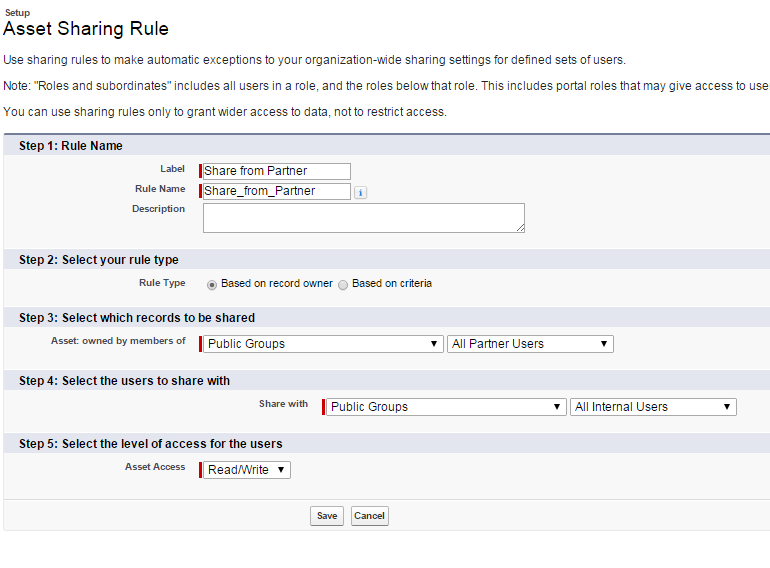 Setup
Asset Sharing Rule
Use sharing rules to make automatic exceptions to your organization-wide sharing settings for defined sets of users.
Note: "Roles and subordinates" includes all users in a role, and the roles below that role. This includes portal roles that may give access to use
You can use sharing rules only to grant wider access to data, not to restrict access.
Step 1: Rule Name
Label Share from Partner
Rule Name Share_from_Partner i
Description
Step 2: Select your rule type
Rule Type Based on record owner Based on criteria
Step 3: Select which records to be shared
Asset: owned by members of Public Groups All Partner Users
Step 4: Select the users to share with
Share with Public Groups All Internal Users
Step 5: Select the level of access for the users
Asset Access Read/Write
Save Cancel